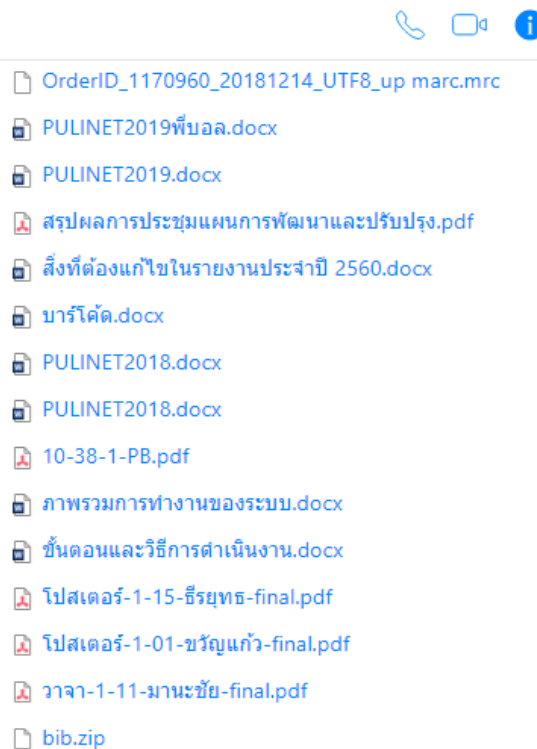 OrderID_1170960_20181214_UTF8_up marc.mrc
PULINET2019พี่บอล.docx
PULINET2019.docx
สรุปผลการประชุมแผนการพัฒนาและปรับปรุง.pdf
สิ่งที่ต้องแก้ไขในรายงานประจำปี 2560.docx
บาร์โค้ด.docx
PULINET2018.docx
PULINET2018.docx
10-38-1-PB.pdf
ภาพรวมการทำงานของระบบ.docx
ขั้นตอนและวิธีการดำเนินงาน.docx
โปสเตอร์-1-15-ธีรยุทธ-final.pdf
โปสเตอร์-1-01-ขวัญแก้ว-final.pdf
วาจา-1-11-มานะชัย-final.pdf
bib.zip